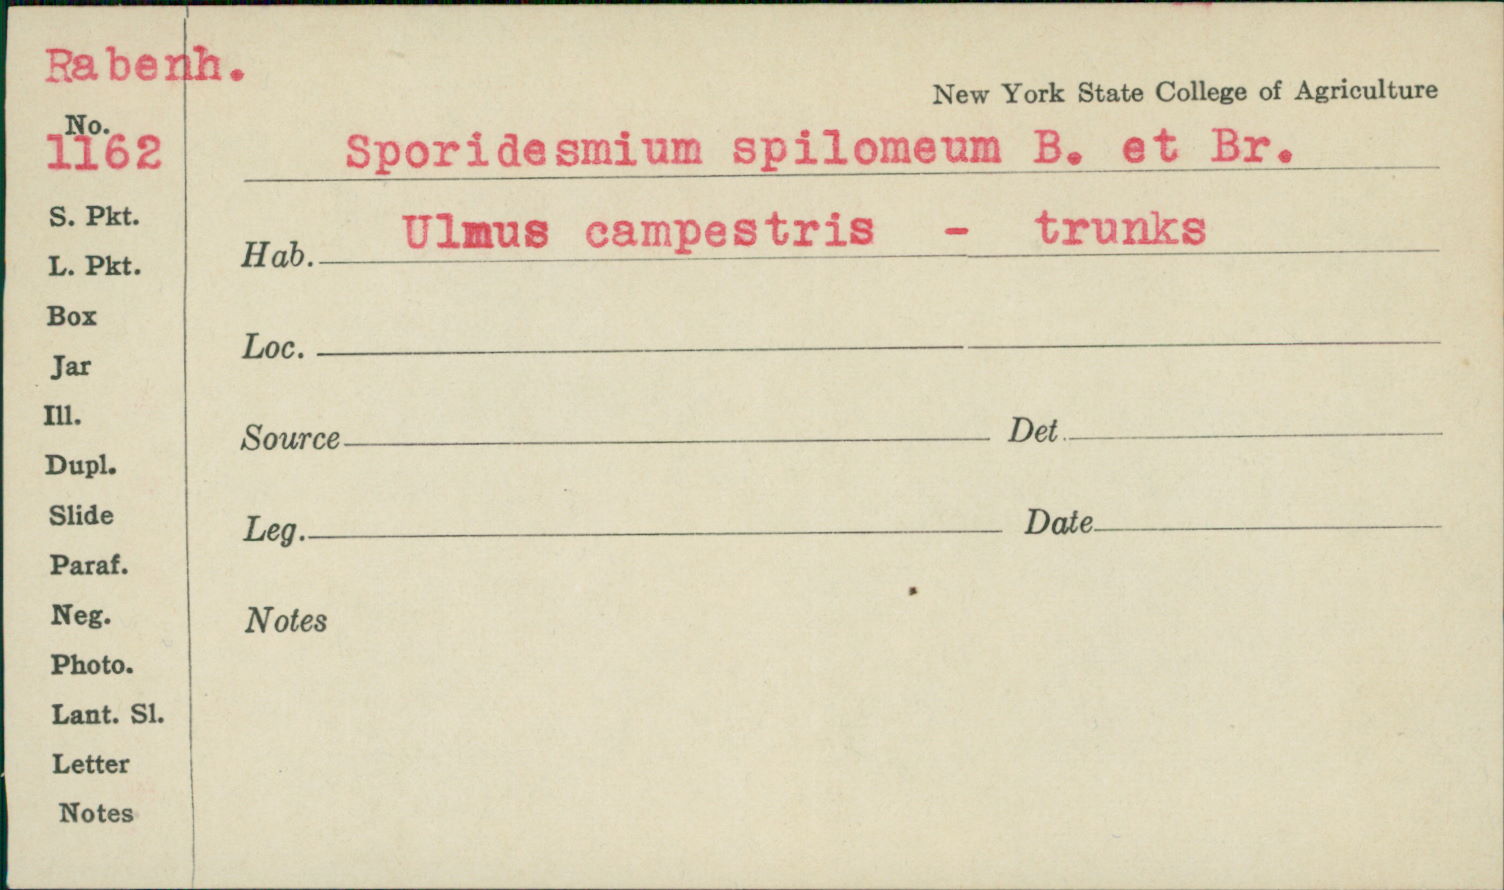 Rabenh.
New York State College of Agriculture
No.
1162
Sporidesmium spilomeum B. et Br.
S. Pkt.
Hab. Ulmus campestris - trunks
L. Pkt.
Box
Loc.
Jar
Ill.
Source Det.
Dupl.
Slide
Leg. Date
Paraf.
Neg.
Notes
Photo.
Lant. Sl.
Letter
Notes